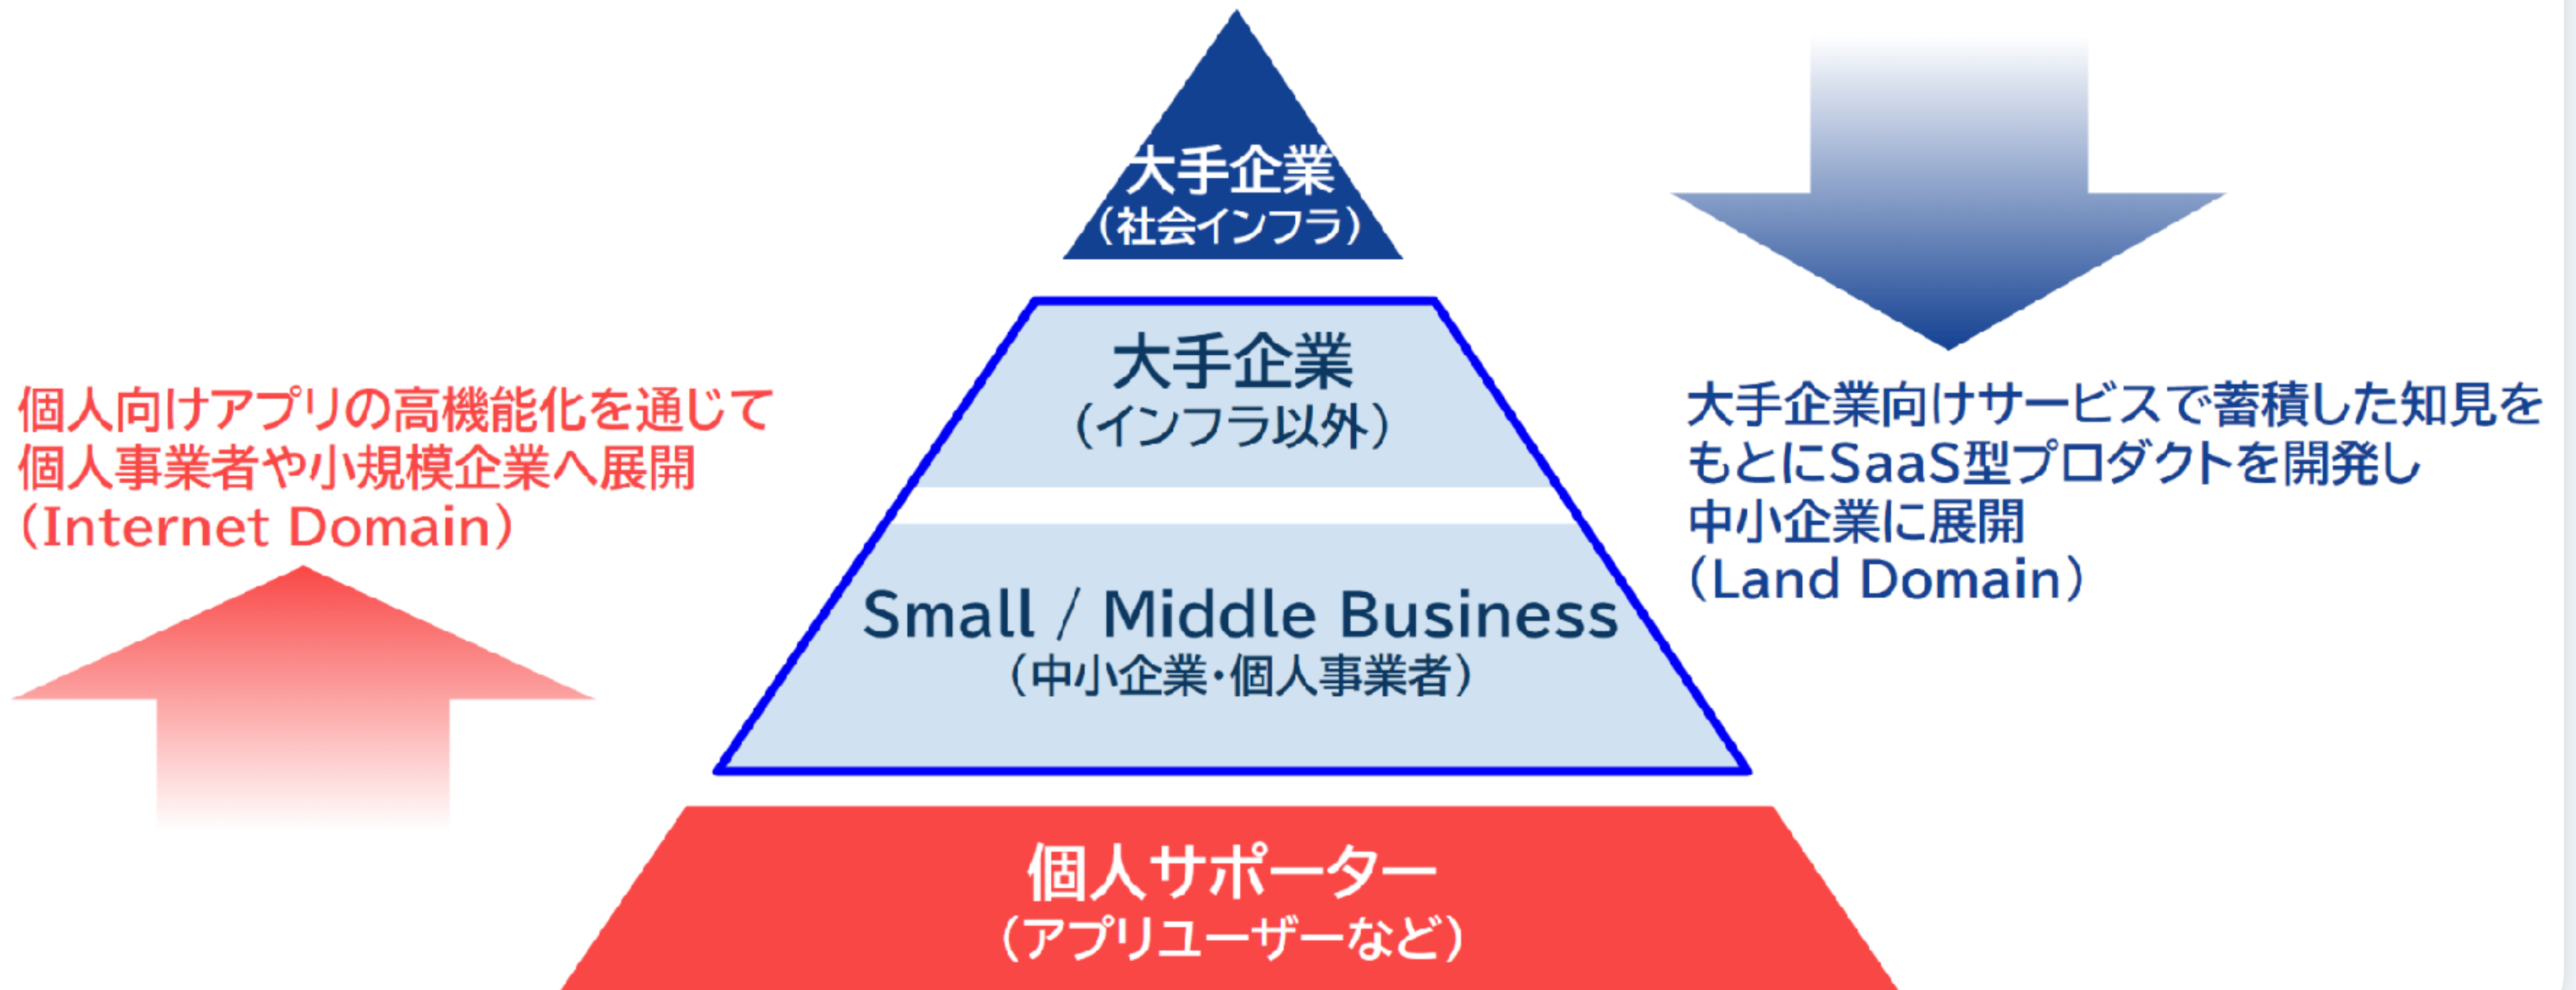 大手企業
（社会インフラ）
大手企業
（インフラ以外）
Small / Middle Business
（中小企業・個人事業者）
個人サポーター
（アプリユーザーなど）
個人向けアプリの高機能化を通じて
個人事業者や小規模企業へ展開
（Internet Domain）
大手企業向けサービスで蓄積した知見を
もとにSaaS型プロダクトを開発し
中小企業に展開
（Land Domain）